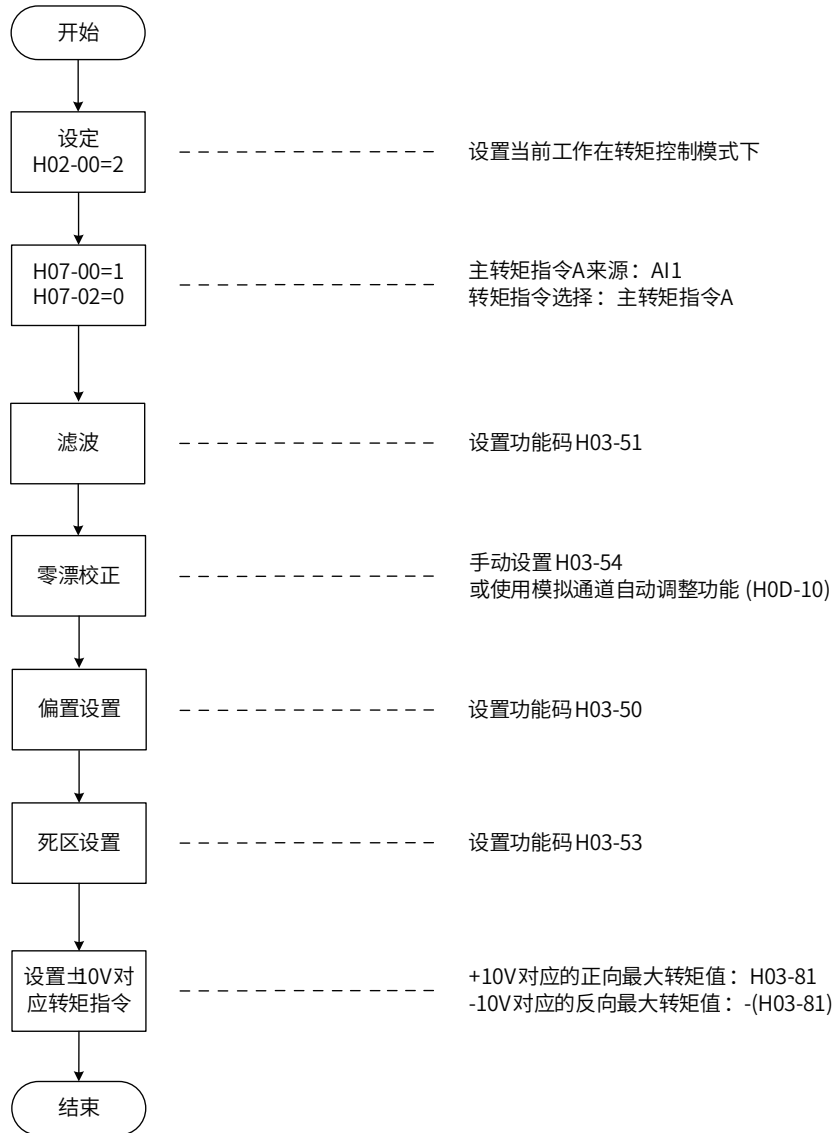 开始
设定
H02-00=2
设置当前工作在转矩控制模式下
H07-00=1
H07-02=0
主转矩指令A来源：AI1
转矩指令选择：主转矩指令A
滤波
设置功能码H03-51
零漂校正
手动设置H03-54
或使用模拟通道自动调整功能 (H0D-10)
偏置设置
设置功能码H03-50
死区设置
设置功能码H03-53
设置±10V对
应转矩指令
+10V对应的正向最大转矩值：H03-81
-10V对应的反向最大转矩值：-(H03-81)
结束